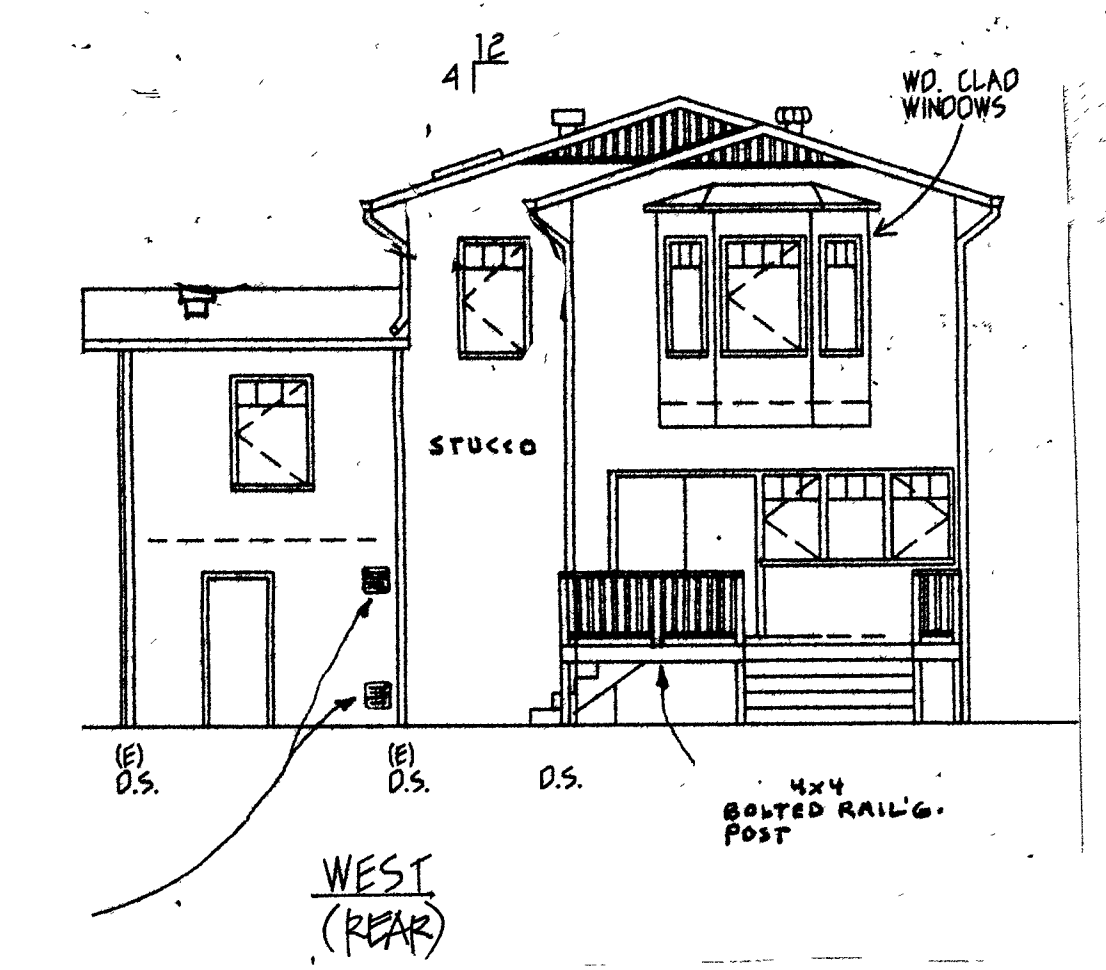 12
4
WD. CLAD
WINDOWS
STUCCO
(E)
D.S.
(E)
D.S.
D.S.
4x4
BOLTED RAIL'G.
POST
WEST
(REAR)